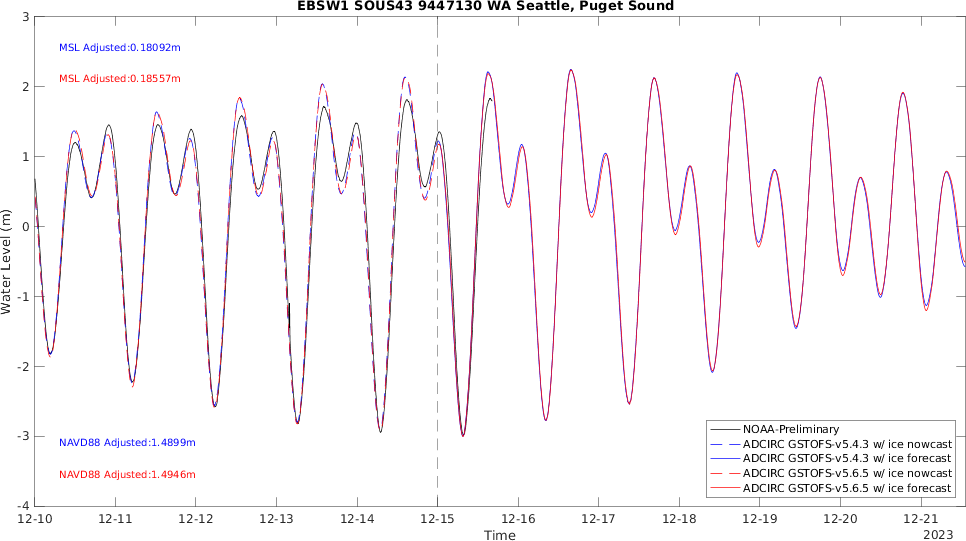 EBSW1 SOUS43 9447130 WA Seattle, Puget Sound
MSL Adjusted:0.18092m
MSL Adjusted:0.18557m
NAVD88 Adjusted:1.4899m
NAVD88 Adjusted:1.4946m
Water Level (m)
3
2
1
0
-1
-2
-3
-4
NOAA-Preliminary
ADCIRC GSTOFS-v5.4.3 w/ ice nowcast
ADCIRC GSTOFS-v5.4.3 w/ ice forecast
ADCIRC GSTOFS-v5.6.5 w/ ice nowcast
ADCIRC GSTOFS-v5.6.5 w/ ice forecast
12-10 12-11 12-12 12-13 12-14 12-15 12-16 12-17 12-18 12-19 12-20 12-21
Time
2023